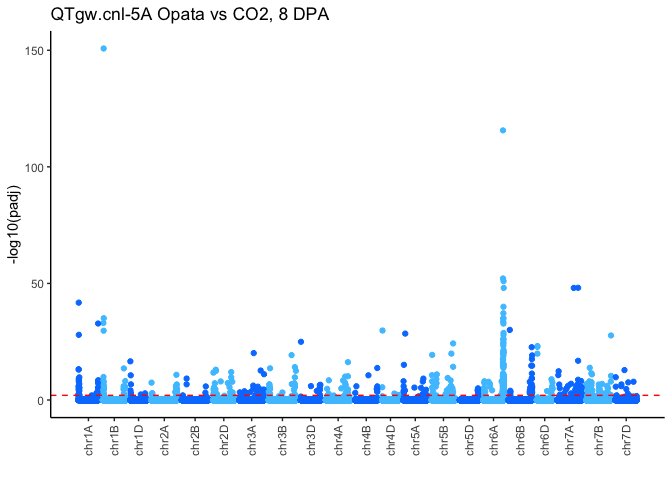 QTgw.cnl-5A Opata vs CO2, 8 DPA
-log10(padj)
150
100
50
0
chr1A
chr1B
chr1D
chr2A
chr2B
chr2D
chr3A
chr3B
chr3D
chr4A
chr4B
chr4D
chr5A
chr5B
chr5D
chr6A
chr6B
chr6D
chr7A
chr7B
chr7D